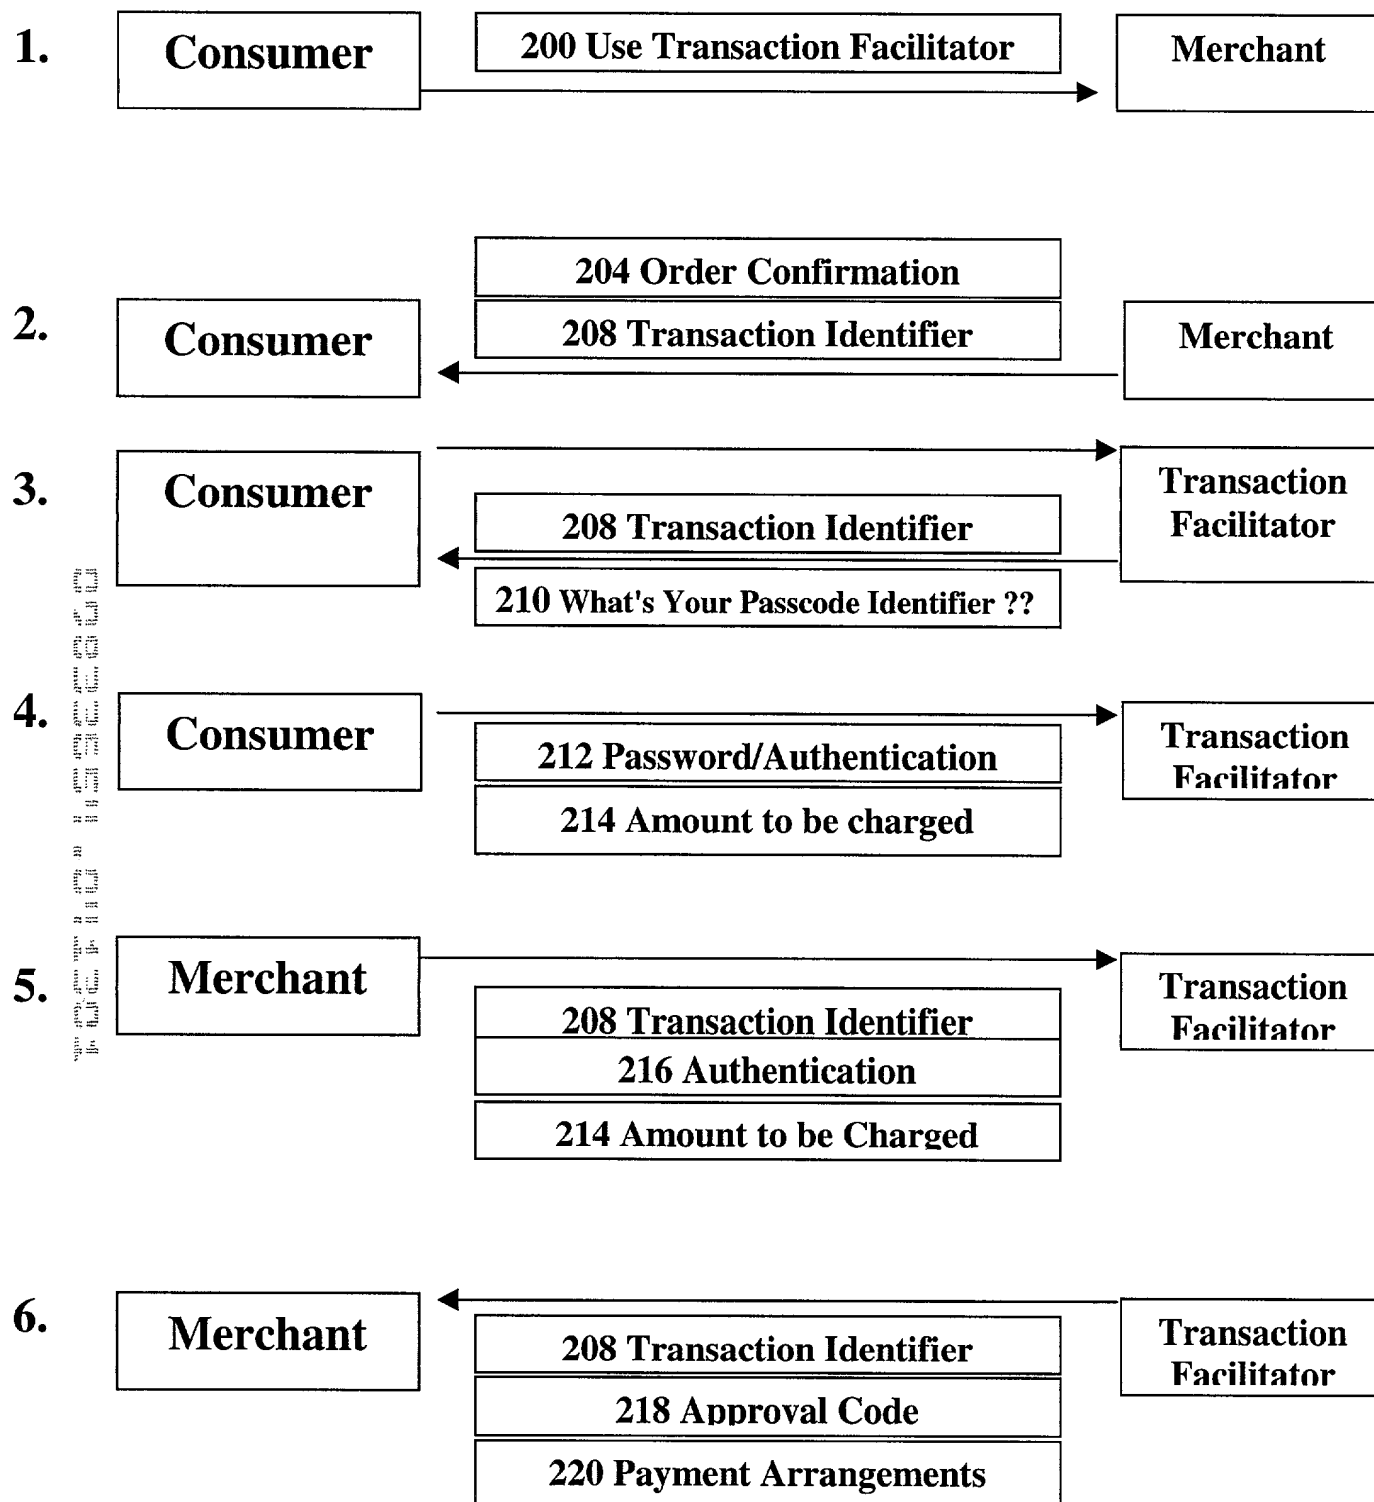 1.
Consumer
200 Use Transaction Facilitator
Merchant
2.
Consumer
204 Order Confirmation
208 Transaction Identifier
Merchant
3.
Consumer
208 Transaction Identifier
210 What's Your Passcode Identifier ??
Transaction
Facilitator
4.
Consumer
212 Password/Authentication
214 Amount to be charged
Transaction
Facilitator
5.
Merchant
208 Transaction Identifier
216 Authentication
214 Amount to be Charged
Transaction
Facilitator
6.
Merchant
208 Transaction Identifier
218 Approval Code
220 Payment Arrangements
Transaction
Facilitator